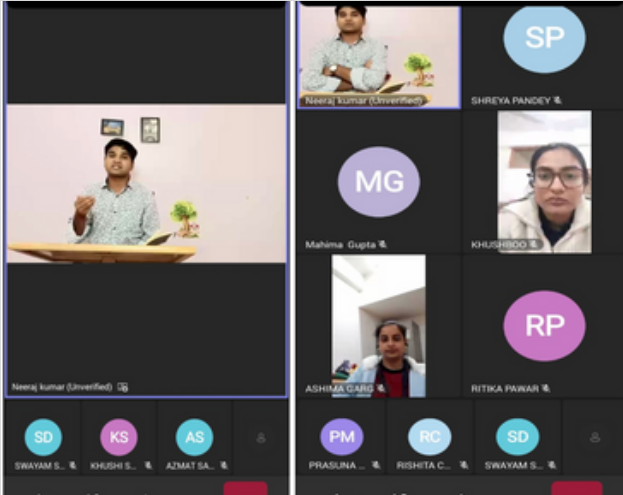 Neeraj kumar (Unverified)
SD
KS
AS
SWAYAM S...
KHUSHI S...
AZMAT SA...
Neeraj kumar (Unverified)
SP
SHREYA PANDEY
MG
Mahima Gupta
KHUSHBOO
ASHIMA GARG
RP
RITIKA PAWAR
PM
RC
SD
PRASUNA ...
RISHITA C...
SWAYAM S...